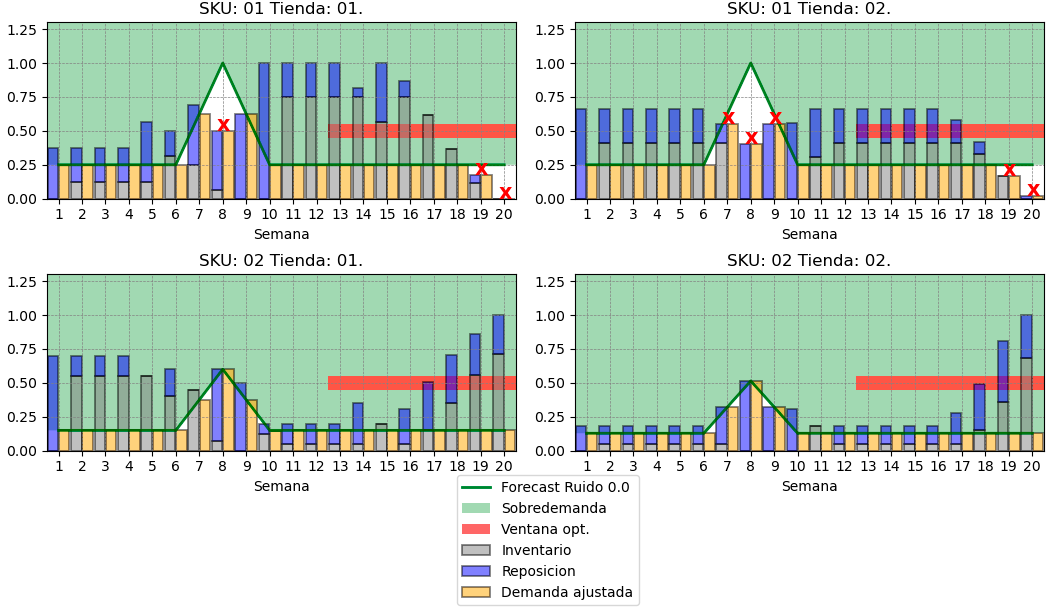 SKU: 01 Tienda: 01.
1.25
1.00
0.75
0.50
0.25
0.00
X
X
X
1 2 3 4 5 6 7 8 9 10 11 12 13 14 15 16 17 18 19 20
Semana
SKU: 01 Tienda: 02.
1.25
1.00
0.75
0.50
0.25
0.00
X
X
X
X
X
1 2 3 4 5 6 7 8 9 10 11 12 13 14 15 16 17 18 19 20
Semana
SKU: 02 Tienda: 01.
1.25
1.00
0.75
0.50
0.25
0.00
1 2 3 4 5 6 7 8 9 10 11 12 13 14 15 16 17 18 19 20
Semana
SKU: 02 Tienda: 02.
1.25
1.00
0.75
0.50
0.25
0.00
1 2 3 4 5 6 7 8 9 10 11 12 13 14 15 16 17 18 19 20
Semana
Forecast Ruido 0.0
Sobredemanda
Ventana opt.
Inventario
Reposicion
Demanda ajustada